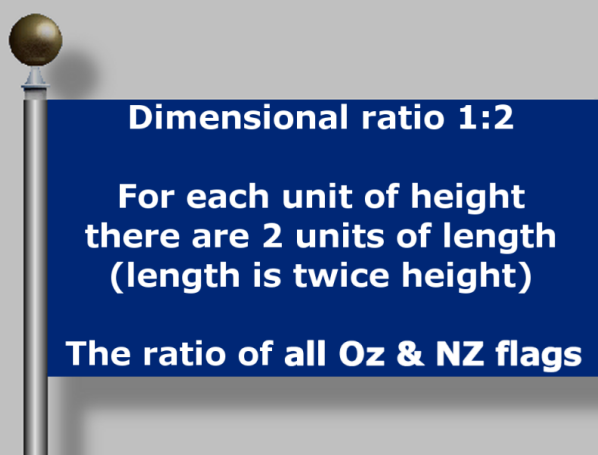 Dimensional ratio 1:2
For each unit of height
there are 2 units of length
(length is twice height)
The ratio of all Oz & NZ flags